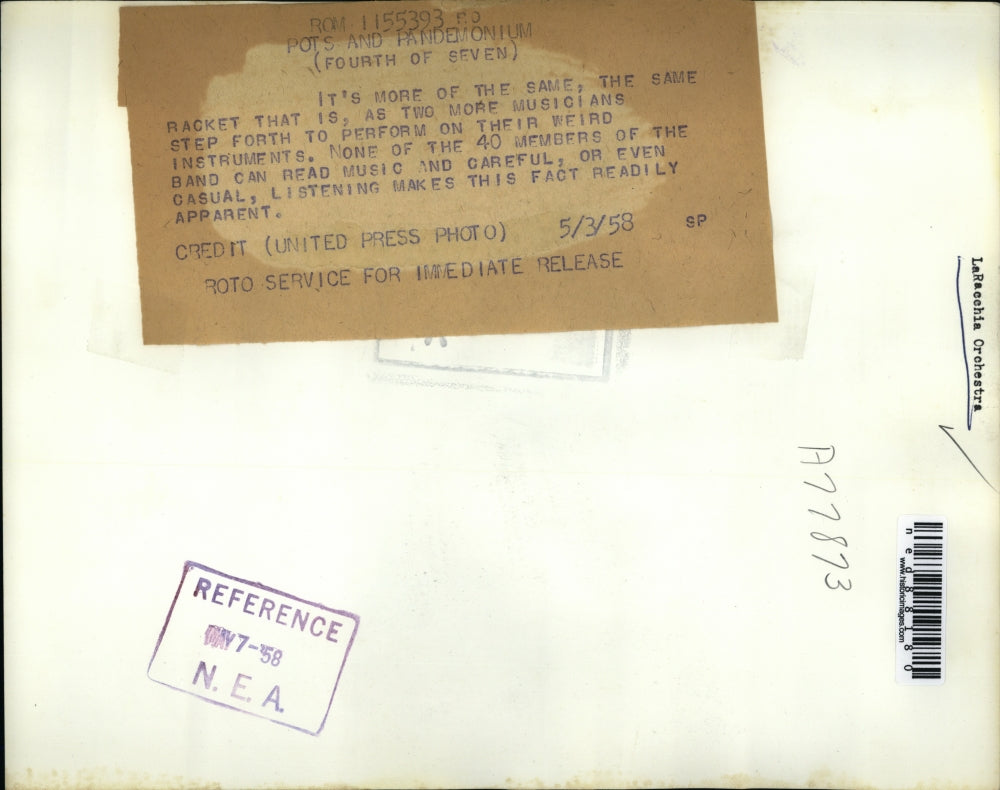 ROM 1155393 RO
POTS AND PANDEMONIUM
(FOURTH OF SEVEN)
IT'S MORE OF THE SAME, THE SAME
RACKET THAT IS, AS TWO MORE MUSICIANS
STEP FORTH TO PERFORM ON THEIR WEIRD
INSTRUMENTS. NONE OF THE 40 MEMBERS OF THE
BAND CAN READ MUSIC AND CAREFUL, OR EVEN
CASUAL, LISTENING MAKES THIS FACT READILY
APPARENT.
CREDIT (UNITED PRESS PHOTO) 5/3/58 SP
ROTO SERVICE FOR IMMEDIATE RELEASE
LaRacchia Orchestra
A77873
ned88180
www.historicimages.com
REFERENCE
MAY 7-'58
N. E. A.